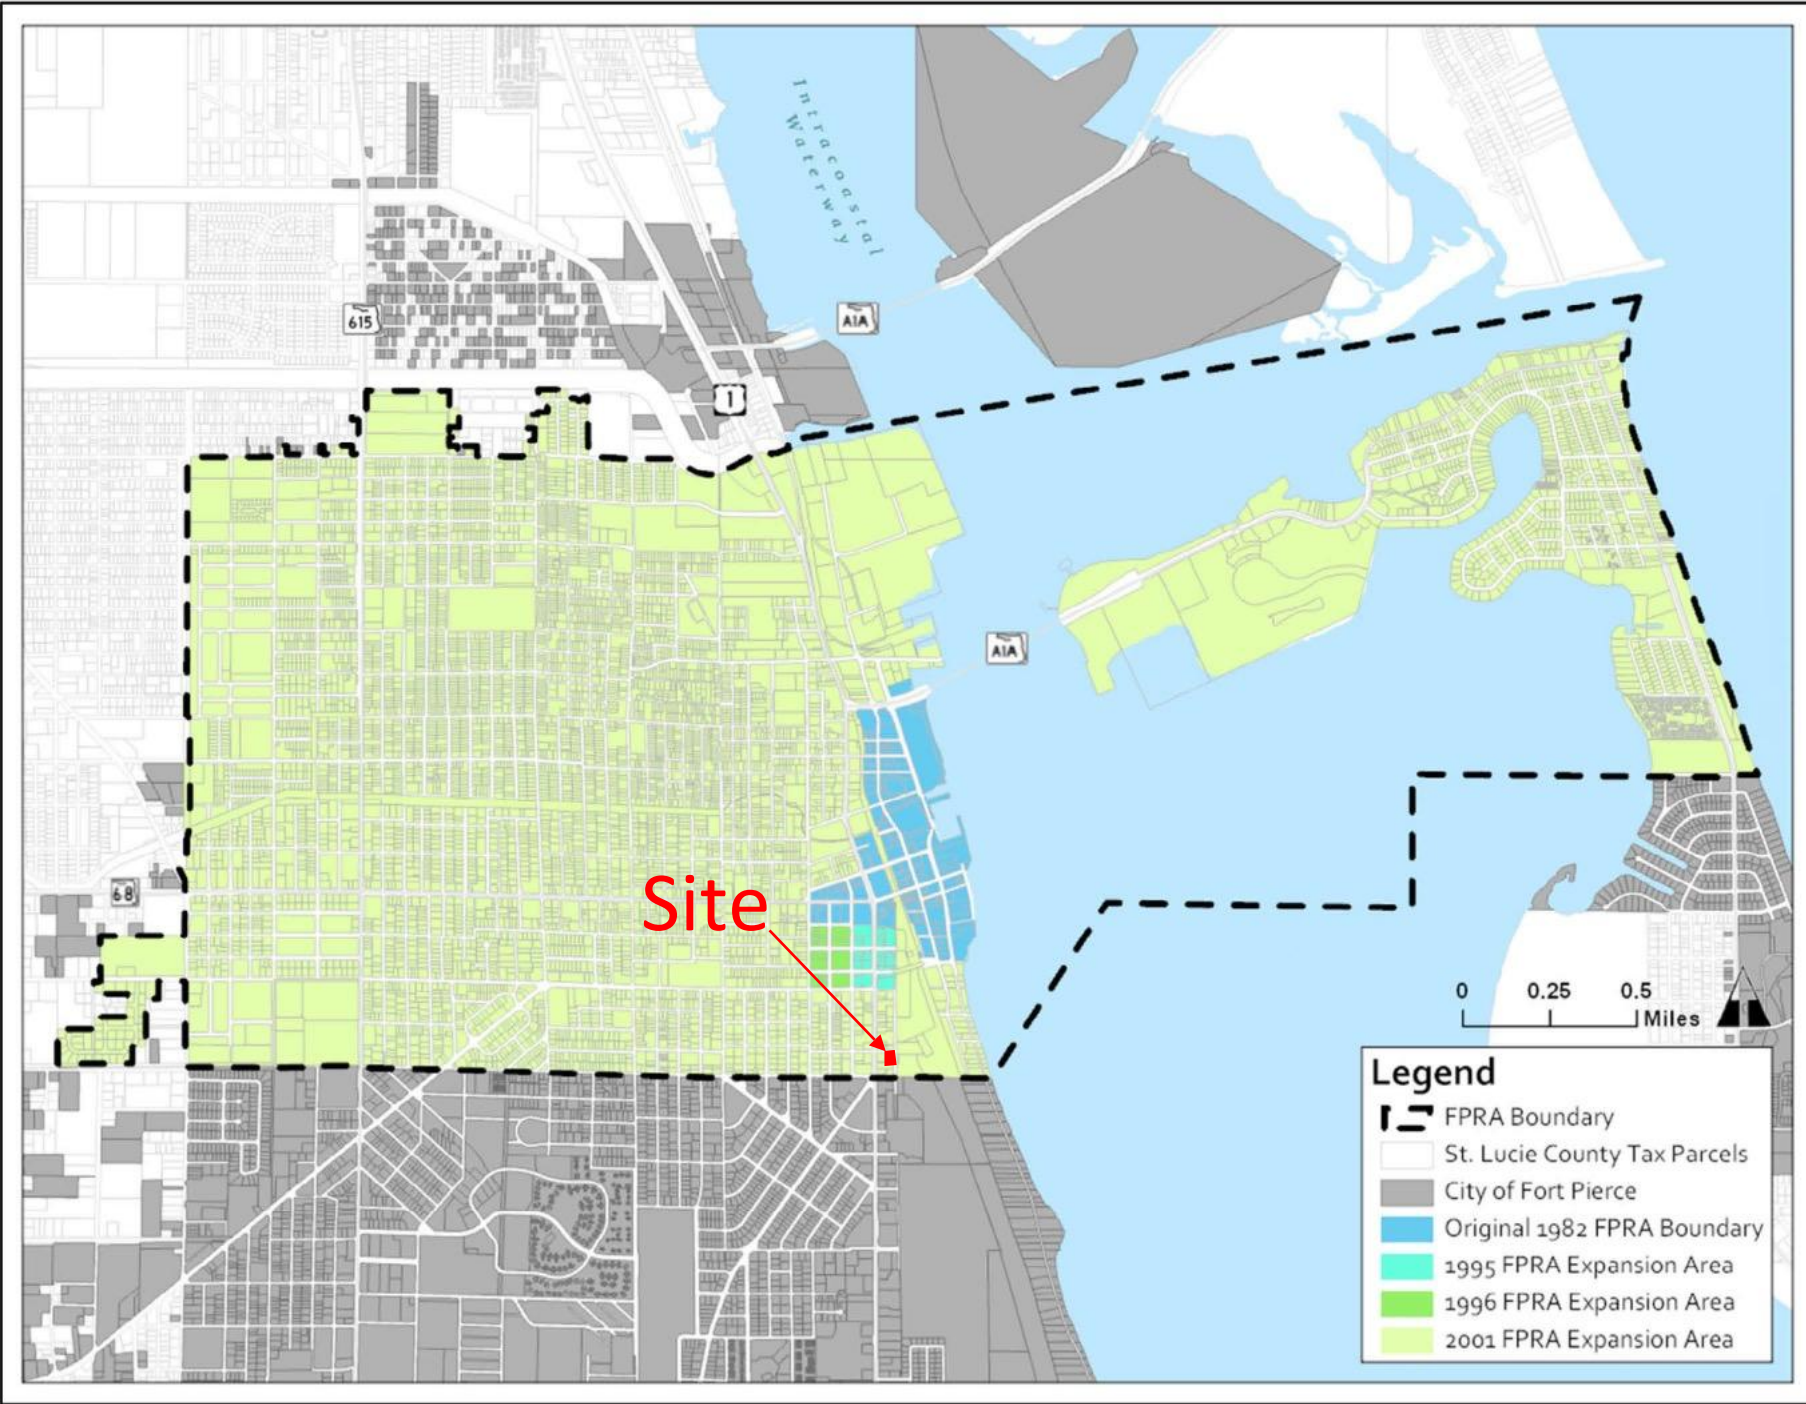 Intracoastal
Waterway
615
A1A
1
A1A
68
Site
0 0.25 0.5
Miles
Legend
FPRA Boundary
St. Lucie County Tax Parcels
City of Fort Pierce
Original 1982 FPRA Boundary
1995 FPRA Expansion Area
1996 FPRA Expansion Area
2001 FPRA Expansion Area